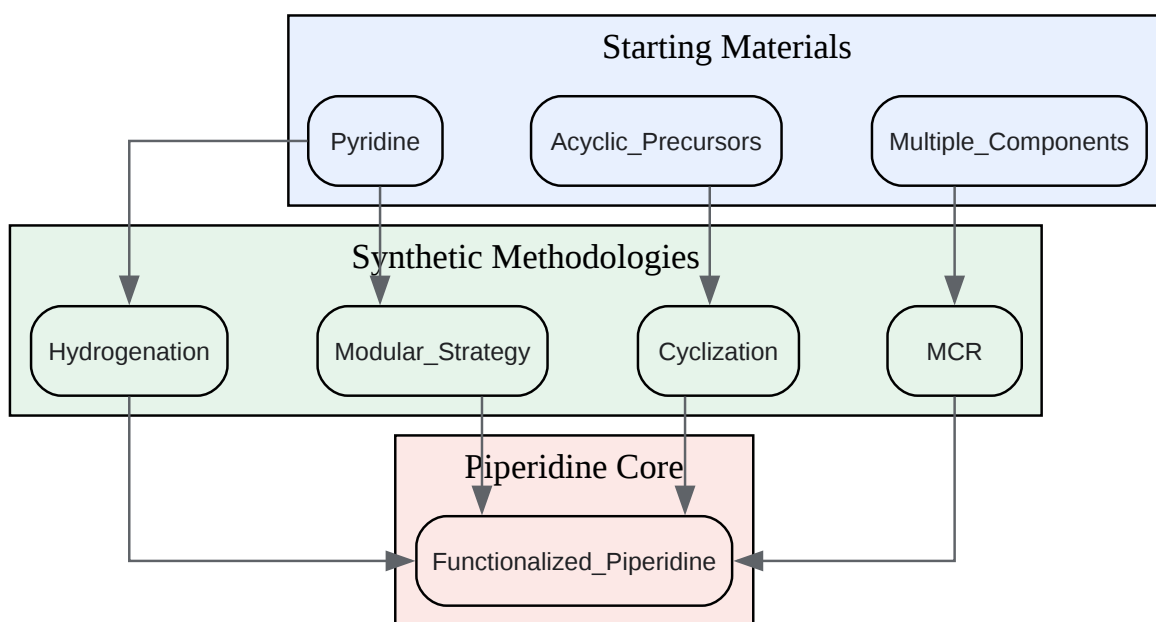 Starting Materials
Pyridine
Acyclic_Precursors
Multiple_Components
Synthetic Methodologies
Hydrogenation
Modular_Strategy
Cyclization
MCR
Piperidine Core
Functionalized_Piperidine